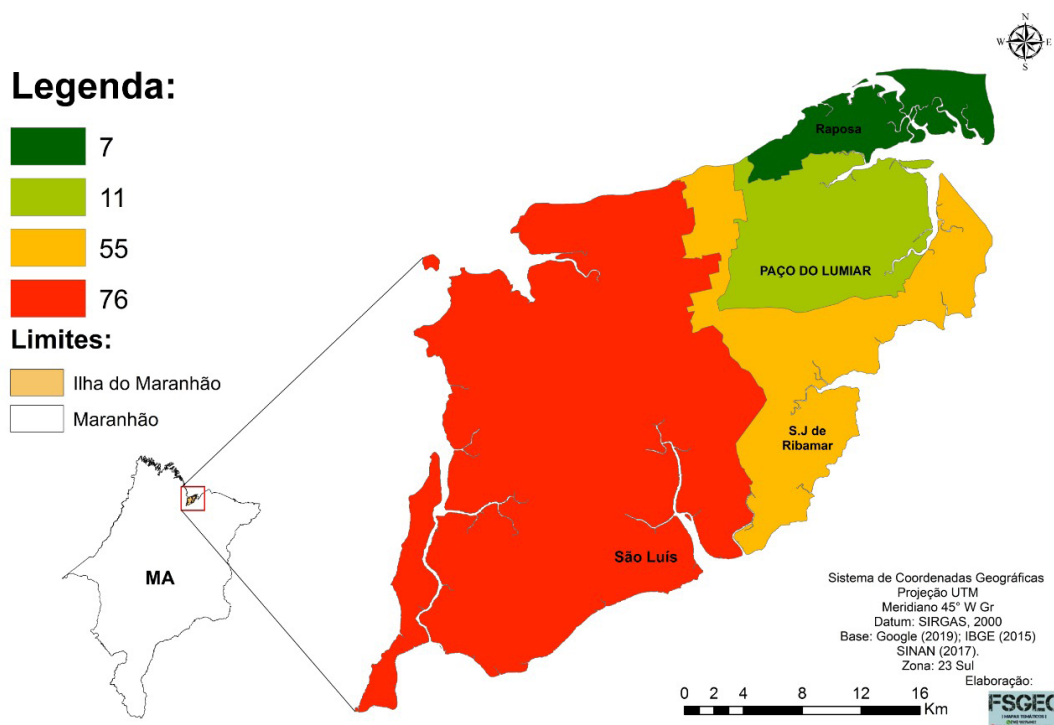 N
W
E
S
Legenda:
7
11
55
76
Limites:
Ilha do Maranhão
Maranhão
MA
Raposa
PAÇO DO LUMIAR
S.J de
Ribamar
São Luís
Sistema de Coordenadas Geográficas
Projeção UTM
Meridiano 45° W Gr
Datum: SIRGAS, 2000
Base: Google (2019); IBGE (2015)
SINAN (2017).
Zona: 23 Sul
Elaboração:
FSGEO
0 2 4 8 12 16
Km